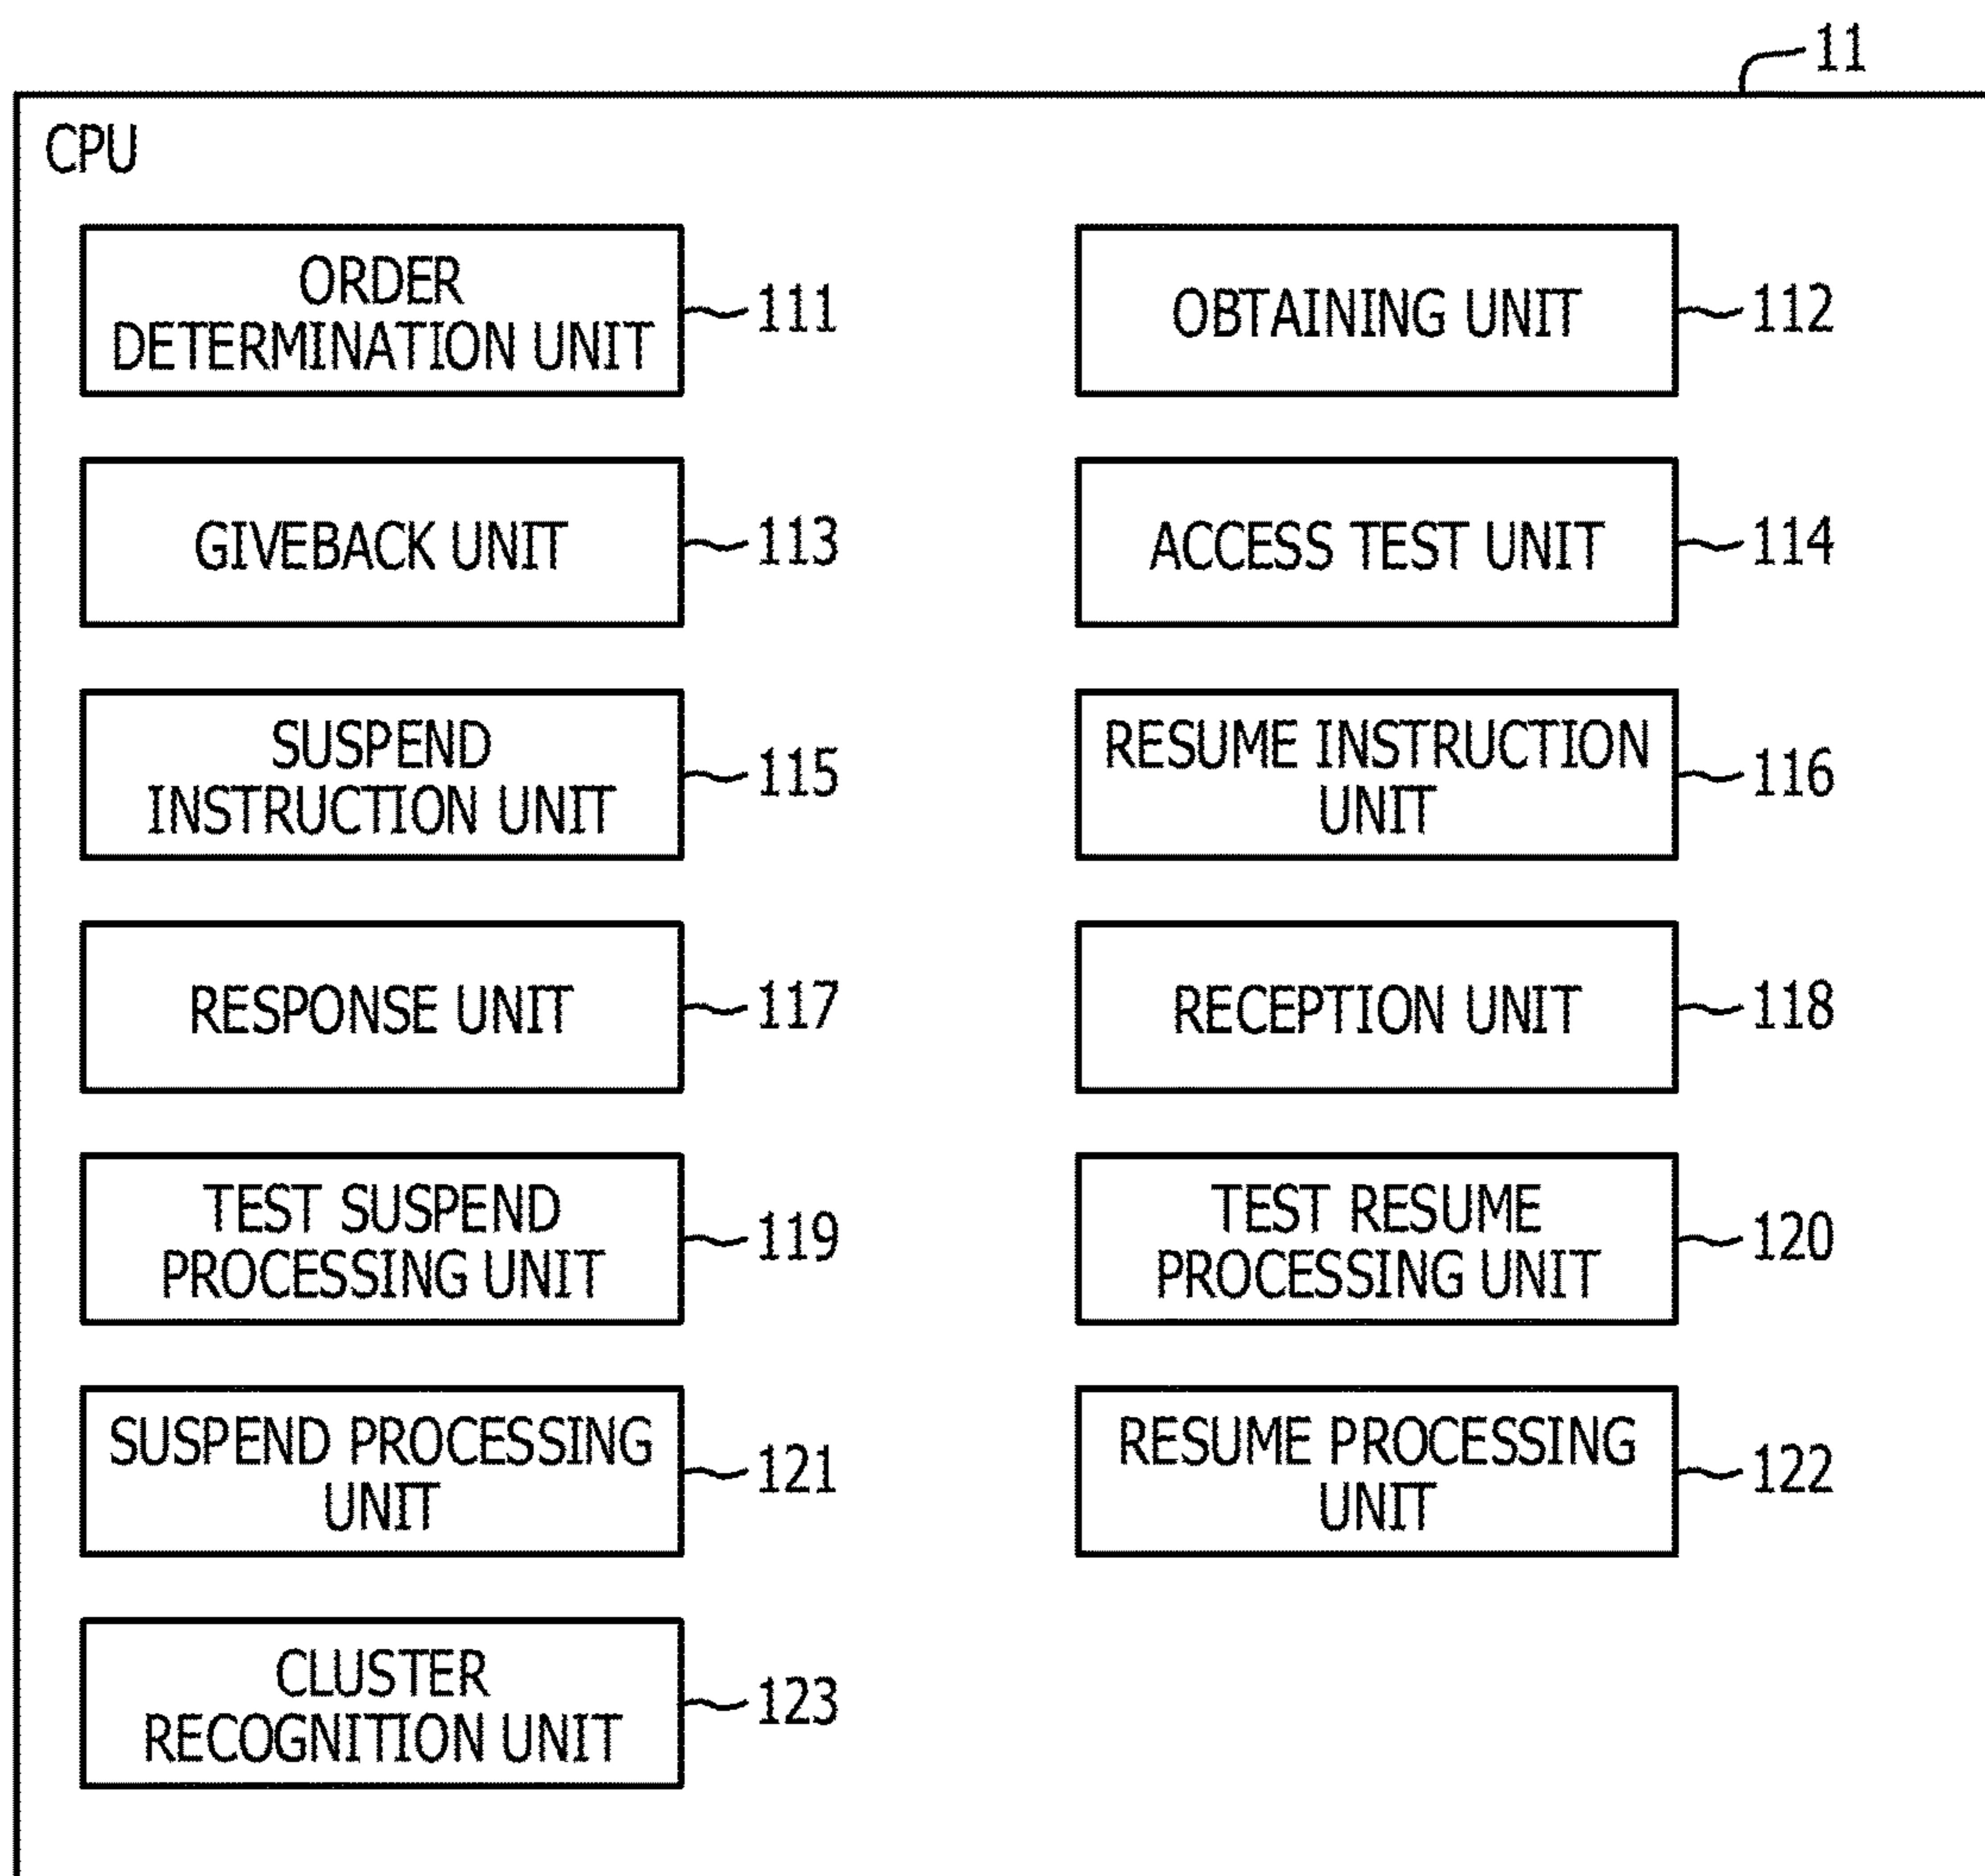 11
CPU
ORDER
DETERMINATION UNIT
111
OBTAINING UNIT
112
GIVEBACK UNIT
113
ACCESS TEST UNIT
114
SUSPEND
INSTRUCTION UNIT
115
RESUME INSTRUCTION
UNIT
116
RESPONSE UNIT
117
RECEPTION UNIT
118
TEST SUSPEND
PROCESSING UNIT
119
TEST RESUME
PROCESSING UNIT
120
SUSPEND PROCESSING
UNIT
121
RESUME PROCESSING
UNIT
122
CLUSTER
RECOGNITION UNIT
123